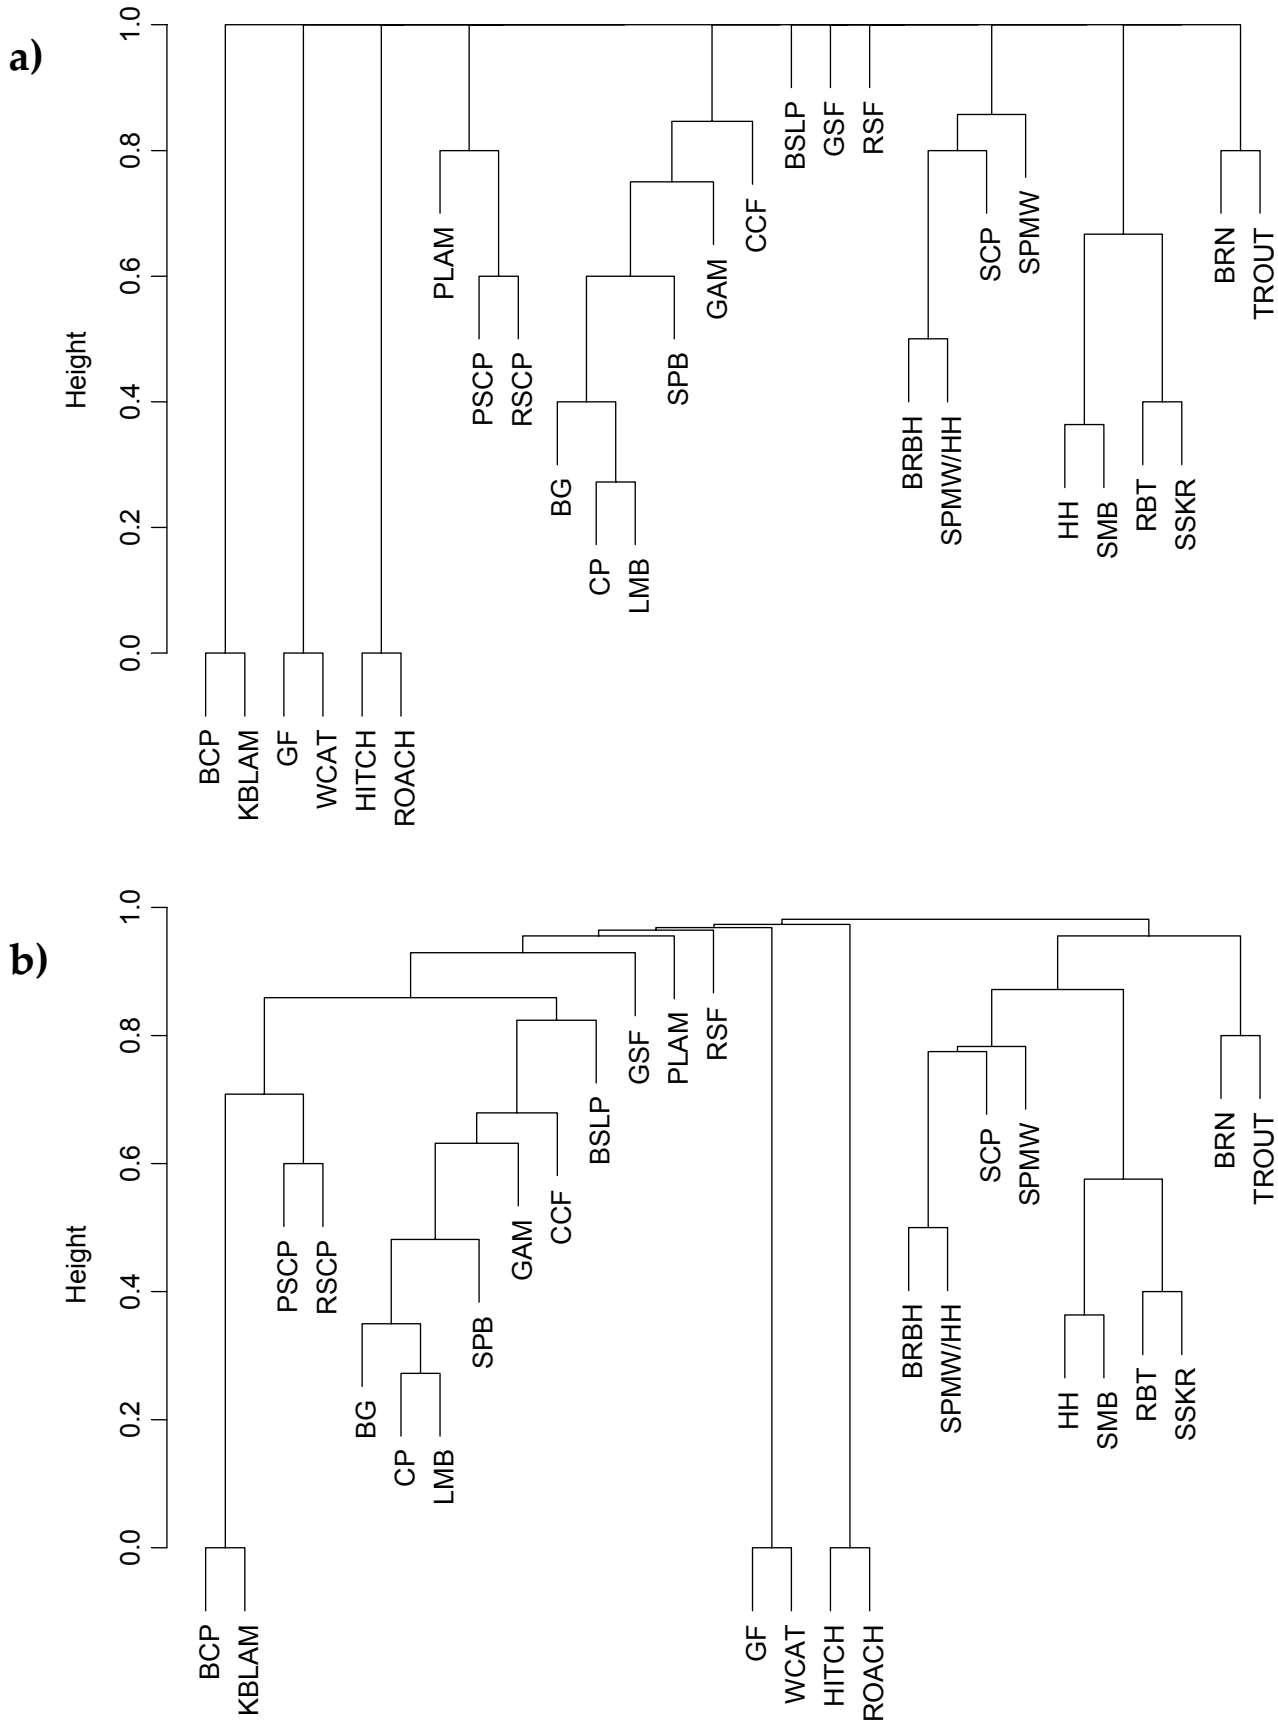 a)
Height
1.0
0.8
0.6
0.4
0.2
0.0
BCP
KBLAM
GF
WCAT
HITCH
ROACH
PLAM
PSCP
RSCP
BG
CP
LMB
SPB
GAM
CCF
BSLP
GSF
RSF
BRBH
SPMW/HH
SCP
SPMW
HH
SMB
RBT
SSKR
BRN
TROUT
b)
Height
1.0
0.8
0.6
0.4
0.2
0.0
BCP
KBLAM
PSCP
RSCP
BG
CP
LMB
SPB
GAM
CCF
BSLP
GSF
PLAM
RSF
GF
WCAT
HITCH
ROACH
BRBH
SPMW/HH
SCP
SPMW
HH
SMB
RBT
SSKR
BRN
TROUT